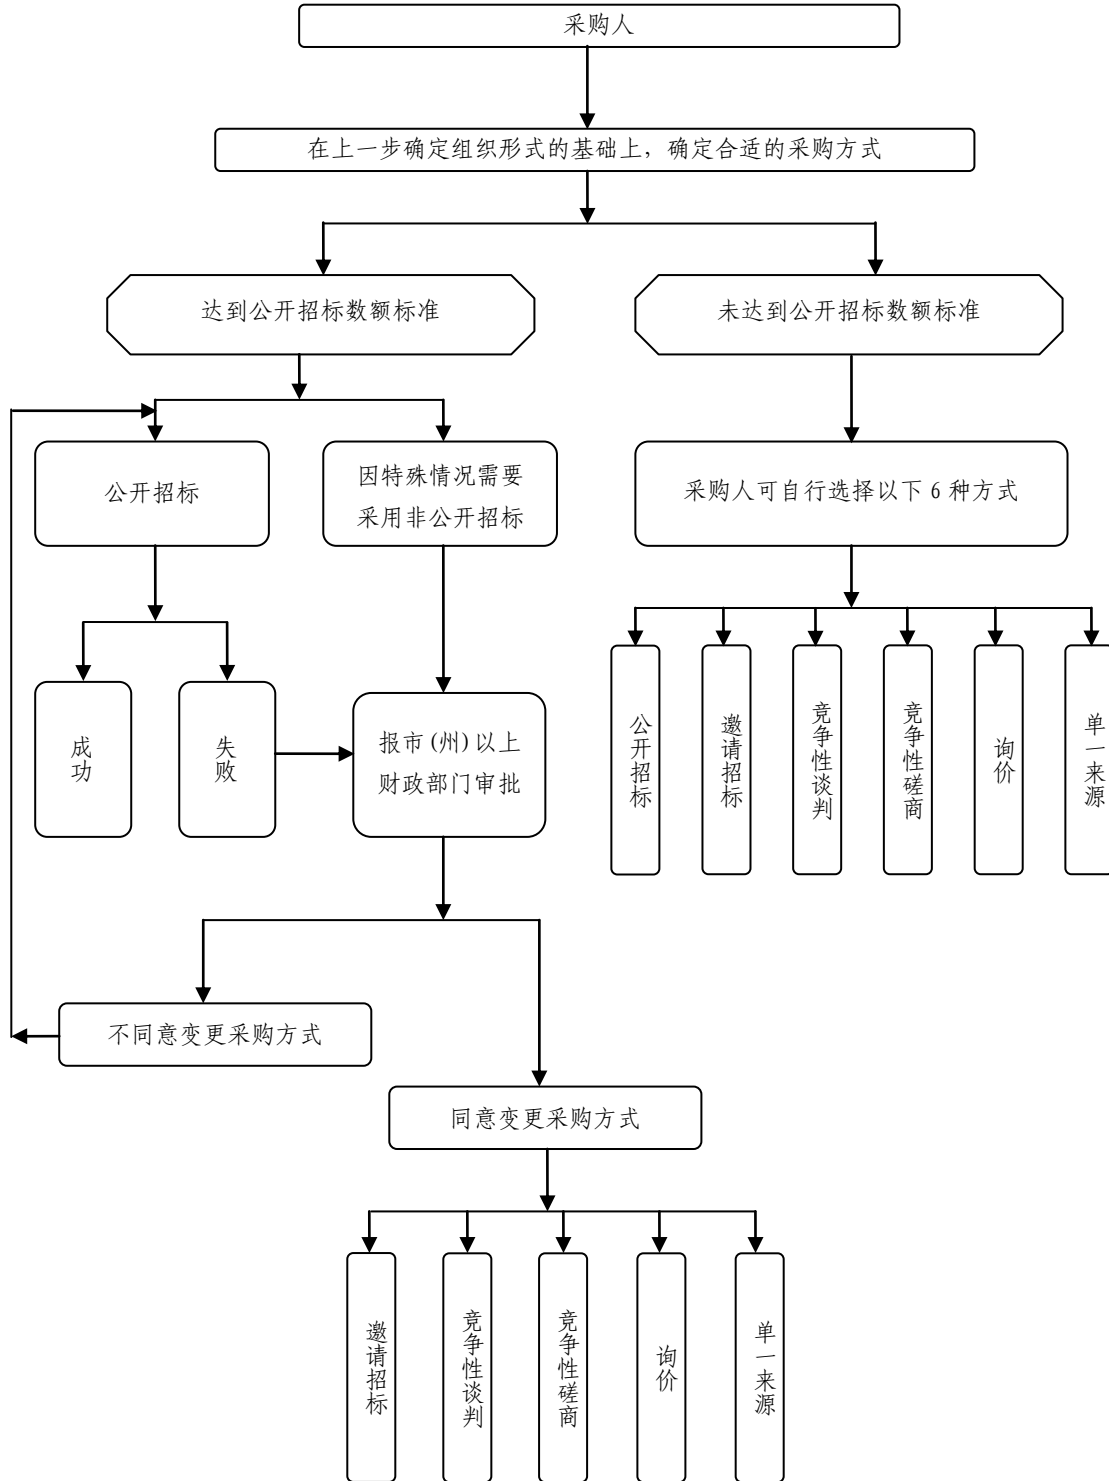 采购人
在上一步确定组织形式的基础上，确定合适的采购方式
达到公开招标数额标准
未达到公开招标数额标准
公开招标
因特殊情况需要
采用非公开招标
采购人可自行选择以下 6 种方式
成功
失败
报市(州)以上
财政部门审批
公开招标
邀请招标
竞争性谈判
竞争性磋商
询价
单一来源
不同意变更采购方式
同意变更采购方式
邀请招标
竞争性谈判
竞争性磋商
询价
单一来源